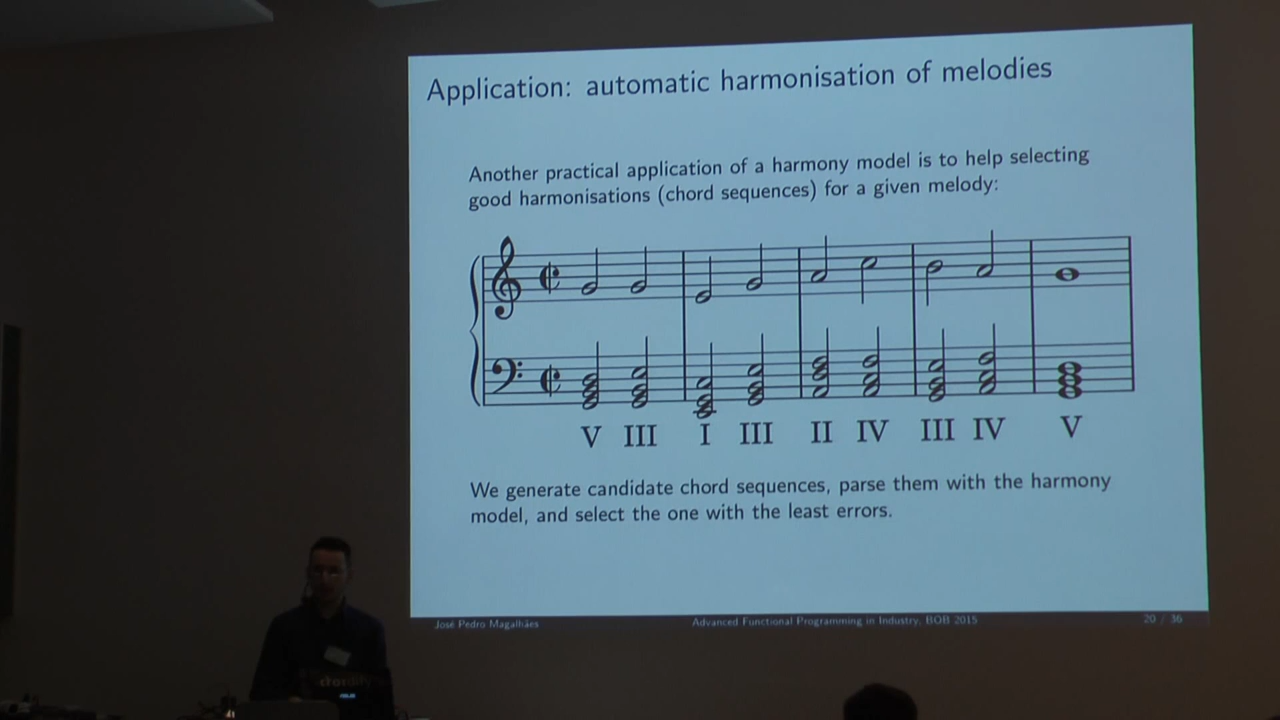 Application: automatic harmonisation of melodies
Another practical application of a harmony model is to help selecting
good harmonisations (chord sequences) for a given melody:
V III I III II IV III IV V
We generate candidate chord sequences, parse them with the harmony
model, and select the one with the least errors.
José Pedro Magalhães Advanced Functional Programming in Industry, BOB 2015 20 / 36